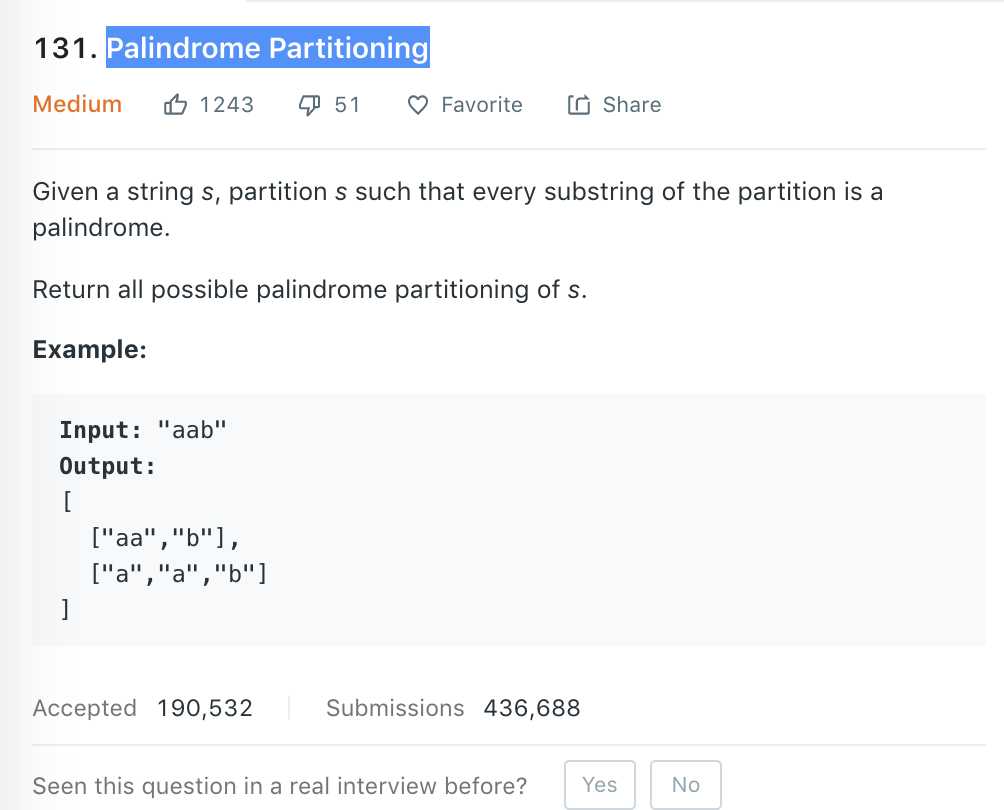 131. Palindrome Partitioning
Medium 1243 51 Favorite Share
Given a string s, partition s such that every substring of the partition is a
palindrome.
Return all possible palindrome partitioning of s.
Example:
Input: "aab"
Output:
[
  ["aa","b"],
  ["a","a","b"]
]
Accepted 190,532 Submissions 436,688
Seen this question in a real interview before? Yes No